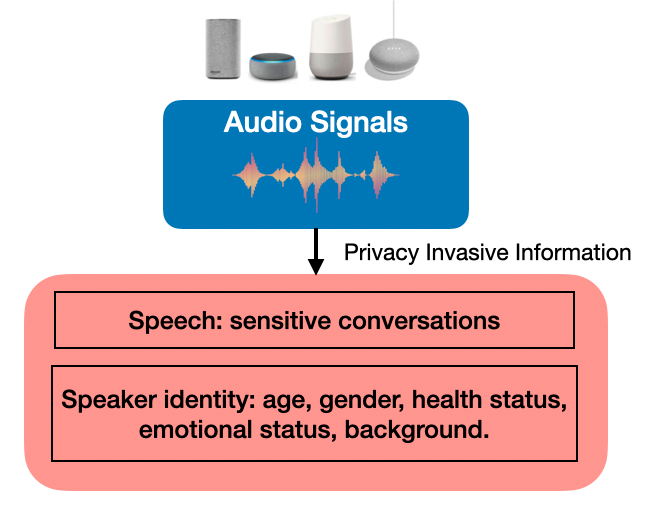 Audio Signals
Privacy Invasive Information
Speech: sensitive conversations
Speaker identity: age, gender, health status,
emotional status, background.